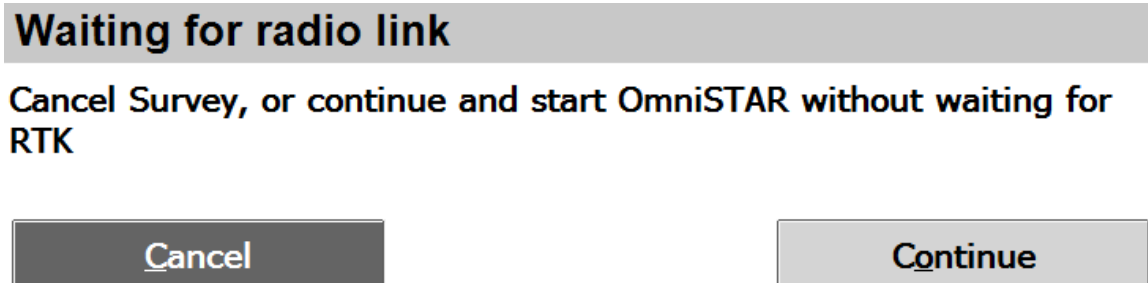 Waiting for radio link
Cancel Survey, or continue and start OmniSTAR without waiting for
RTK
Cancel
Continue